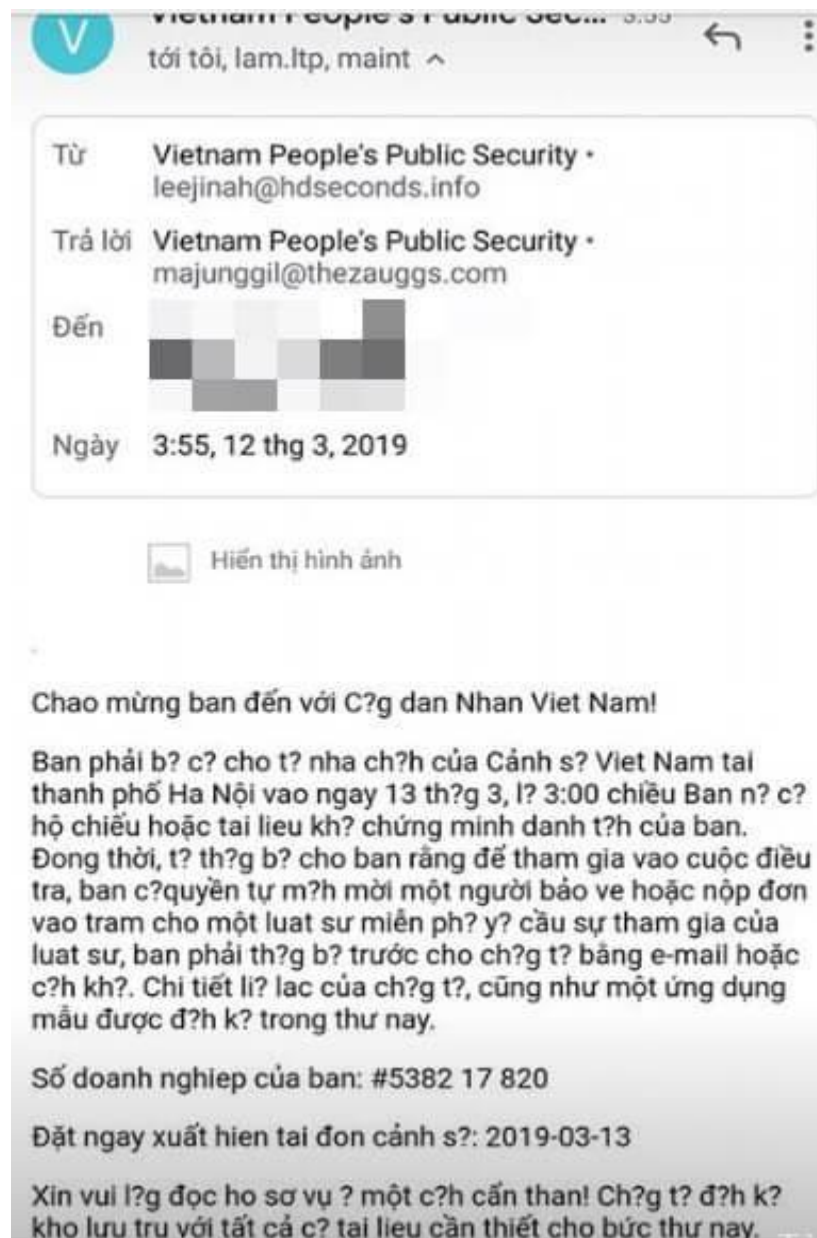 V
Vietnam People's Public Sec... 3:55
tới tôi, lam.ltp, maint
Từ Vietnam People's Public Security •
leejinah@hdseconds.info
Trả lời Vietnam People's Public Security •
majunggil@thezauggs.com
Đến
Ngày 3:55, 12 thg 3, 2019
Hiển thị hình ảnh
Chao mừng ban đến với C?g dan Nhan Viet Nam!
Ban phải b? c? cho t? nha ch?h của Cảnh s? Viet Nam tai
thanh phố Ha Nội vao ngay 13 th?g 3, l? 3:00 chiều Ban n? c?
hộ chiếu hoặc tai lieu kh? chứng minh danh t?h của ban.
Đong thời, t? th?g b? cho ban rằng để tham gia vao cuộc điều
tra, ban c?quyền tự m?h mời một người bảo ve hoặc nộp đơn
vao tram cho một luat sư miễn ph? y? cầu sự tham gia của
luat sư, ban phải th?g b? trước cho ch?g t? bằng e-mail hoặc
c?h kh?. Chi tiết li? lac của ch?g t?, cũng như một ứng dụng
mẫu được đ?h k? trong thư nay.
Số doanh nghiep của ban: #5382 17 820
Đặt ngay xuất hien tai đon cảnh s?: 2019-03-13
Xin vui l?g đọc ho sơ vụ ? một c?h cẩn than! Ch?g t? đ?h k?
kho lưu tru với tất cả c? tai lieu cần thiết cho bức thư nay.